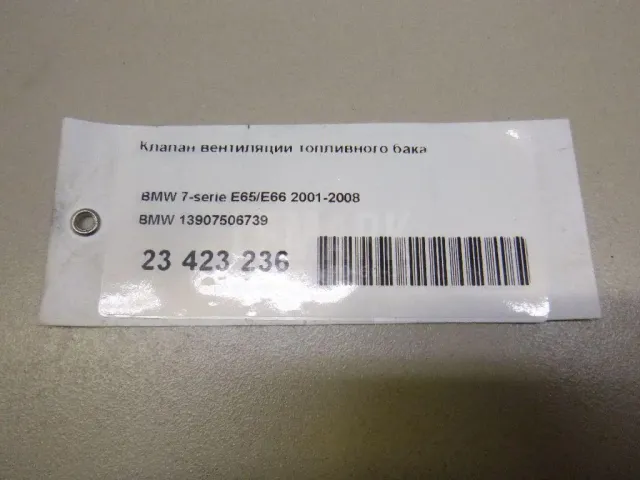 Клапан вентиляции топливного бака
BMW 7-serie E65/E66 2001-2008
BMW 13907506739
23 423 236